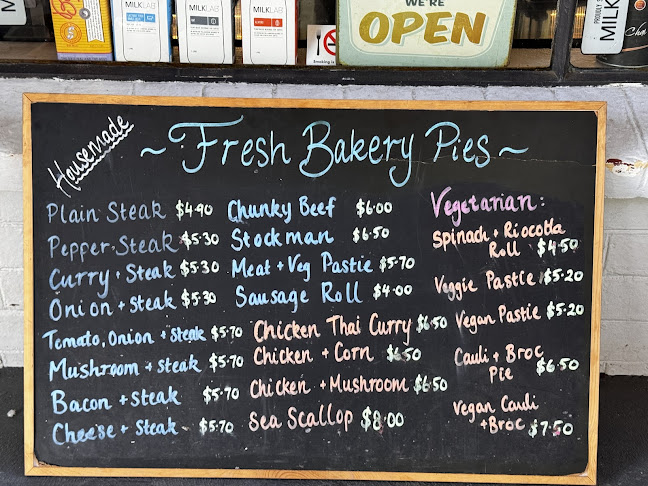 MILKLAB
MILKLAB
MILKLAB
WE'RE
OPEN
PROUDLY
MILK
Housemade
~ Fresh Bakery Pies ~
Plain Steak $4.90
Pepper-Steak $5.30
Curry + Steak $5.30
Onion + Steak $5.30
Tomato, Onion + Steak $5.70
Mushroom + steak $5.70
Bacon + steak $5.70
Cheese + Steak $5.70
Chunky Beef $6.00
Stockman $6.50
Meat + Veg Pastie $5.70
Sausage Roll $4.00
Chicken Thai Curry $6.50
Chicken + Corn $6.50
Chicken + Mushroom $6.50
Sea Scallop $8.00
Vegetarian:
Spinach + Riocotta
Roll $4.50
Veggie Pastie $5.20
Vegan Pastie $5.20
Cauli + Broc
Pie $6.50
Vegan Cauli
+ Broc $7.50